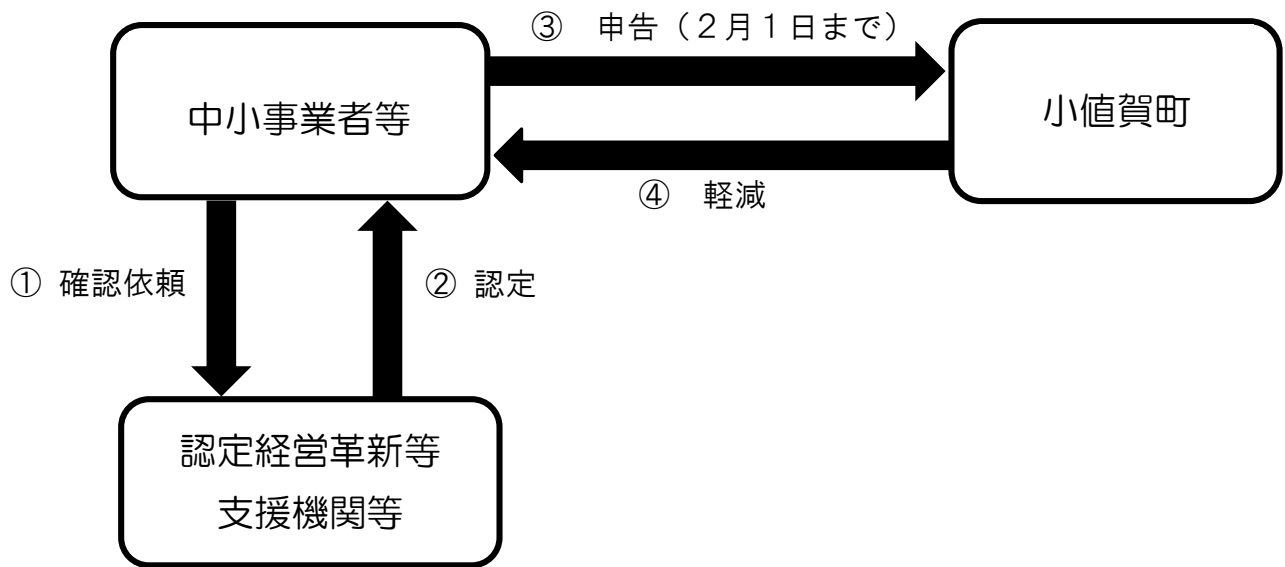 ③　申告（２月１日まで）
中小事業者等
小値賀町
④　軽減
① 確認依頼
② 認定
認定経営革新等
支援機関等